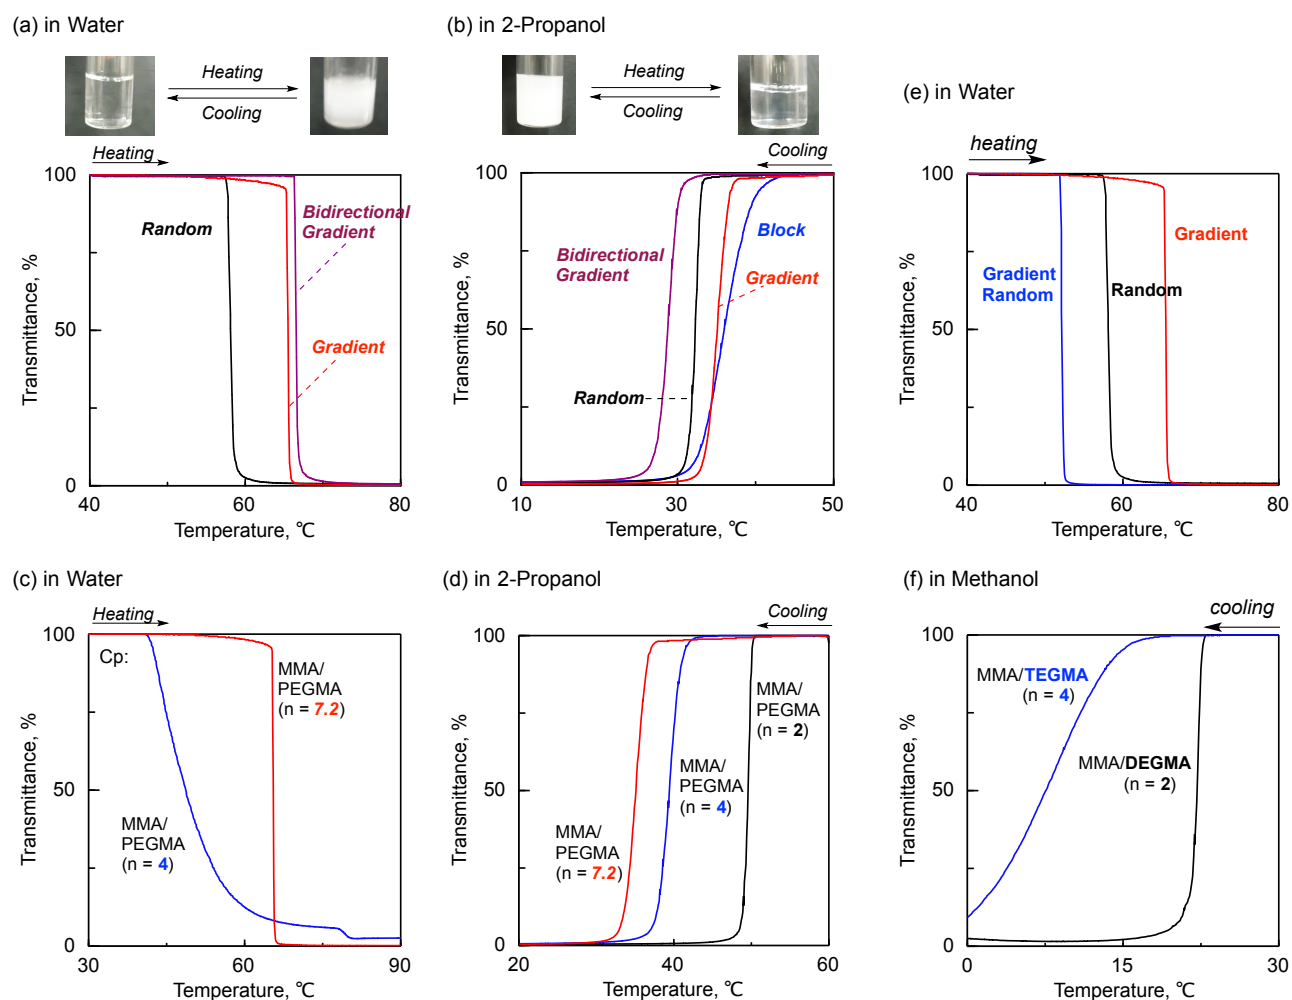 (a) in Water
Heating
Cooling
Heating
100
50
0
40
60
80
Transmittance, %
Temperature, ℃
Random
Bidirectional
Gradient
Gradient
(b) in 2-Propanol
Heating
Cooling
Cooling
100
50
0
10
30
50
Transmittance, %
Temperature, ℃
Bidirectional
Gradient
Block
Gradient
Random
(e) in Water
heating
100
50
0
40
60
80
Transmittance, %
Temperature, ℃
Gradient
Gradient
Random
Random
(c) in Water
Heating
100
50
0
30
60
90
Transmittance, %
Temperature, ℃
Cp:
MMA/
PEGMA
(n = 7.2)
MMA/
PEGMA
(n = 4)
(d) in 2-Propanol
Cooling
100
50
0
20
40
60
Transmittance, %
Temperature, ℃
MMA/
PEGMA
(n = 2)
MMA/
PEGMA
(n = 4)
MMA/
PEGMA
(n = 7.2)
(f) in Methanol
cooling
100
50
0
0
15
30
Transmittance, %
Temperature, ℃
MMA/TEGMA
(n = 4)
MMA/DEGMA
(n = 2)